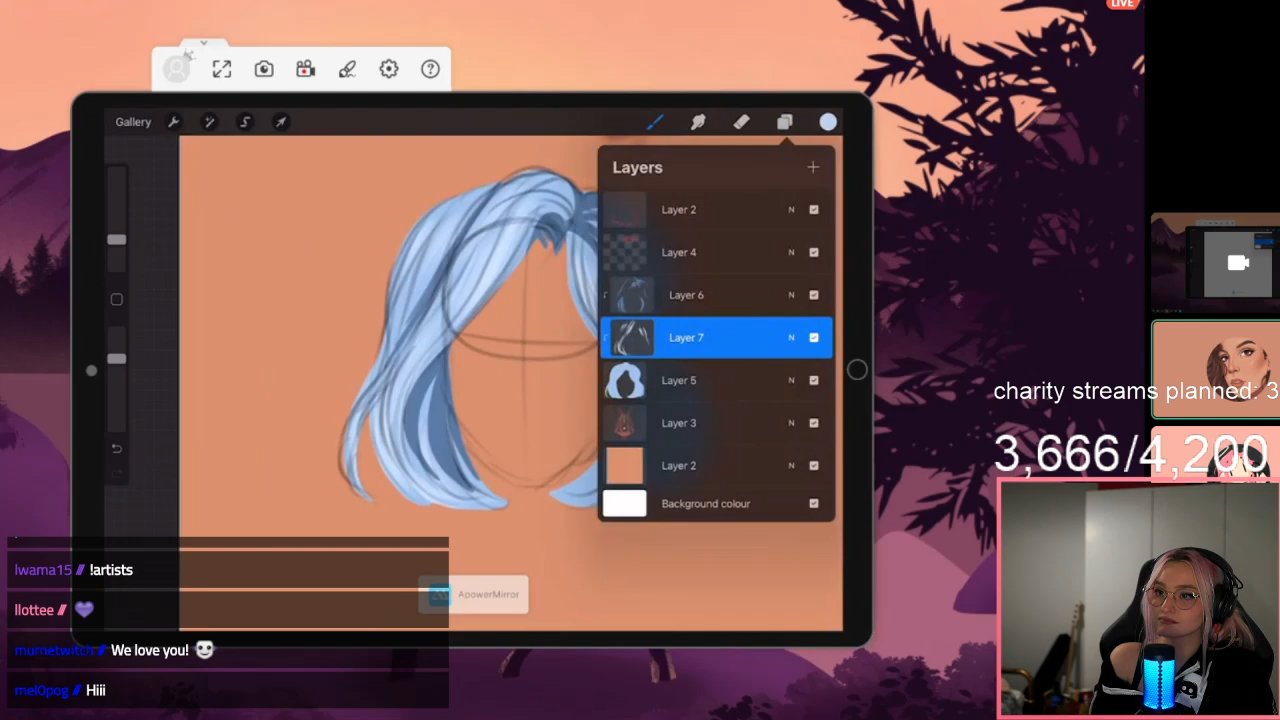 LIVE
Gallery
Layers
Layer 2 N
Layer 4 N
Layer 6 N
Layer 7 N
Layer 5 N
Layer 3 N
Layer 2 N
Background colour
charity streams planned: 3
3,666/4,200
lwama15 // !artists
llottee // 💜
murnetwitch // We love you!
mel0pog // Hiii
ApowerMirror